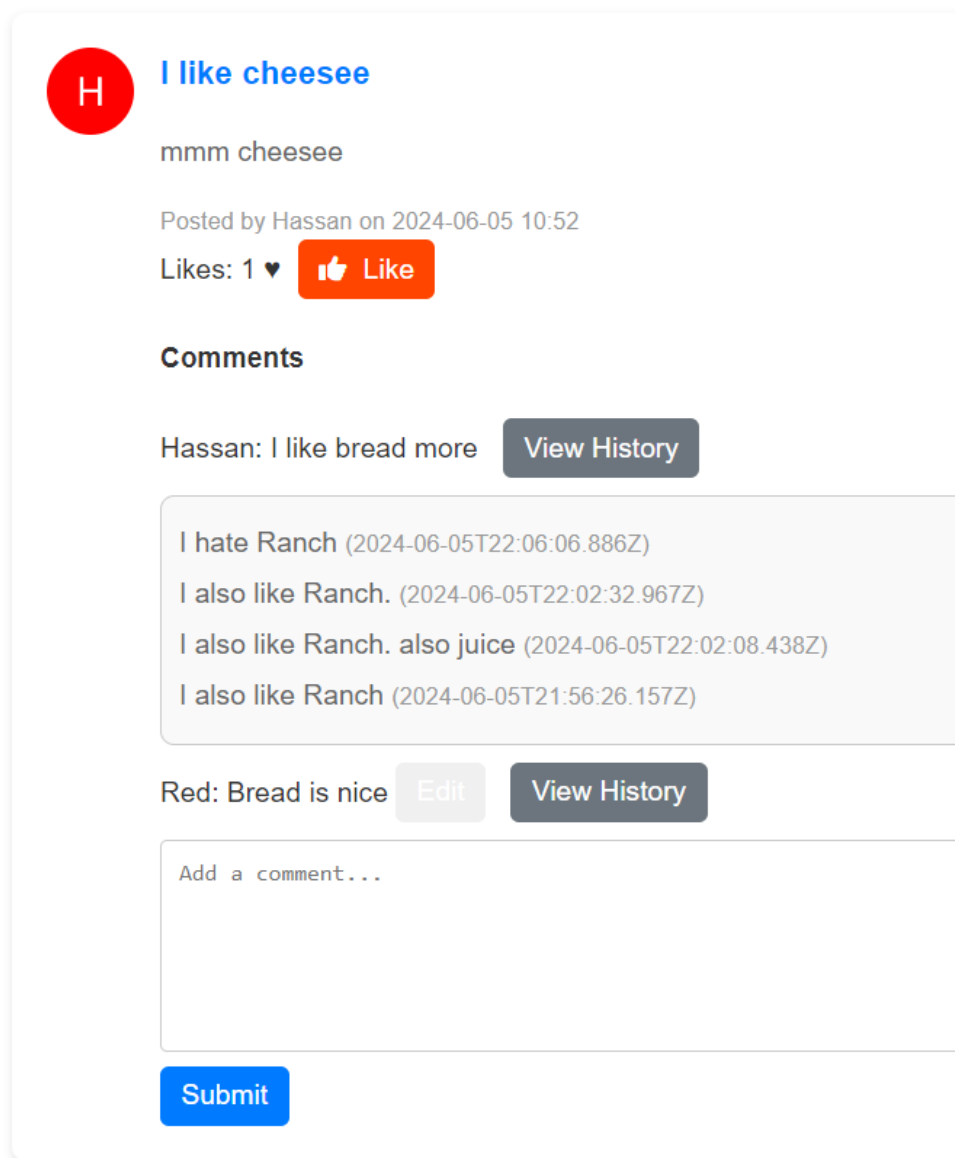 H
I like cheesee
mmm cheesee
Posted by Hassan on 2024-06-05 10:52
Likes: 1 ♥ Like
Comments
Hassan: I like bread more View History
I hate Ranch (2024-06-05T22:06:06.886Z)
I also like Ranch. (2024-06-05T22:02:32.967Z)
I also like Ranch. also juice (2024-06-05T22:02:08.438Z)
I also like Ranch (2024-06-05T21:56:26.157Z)
Red: Bread is nice Edit View History
Add a comment...
Submit